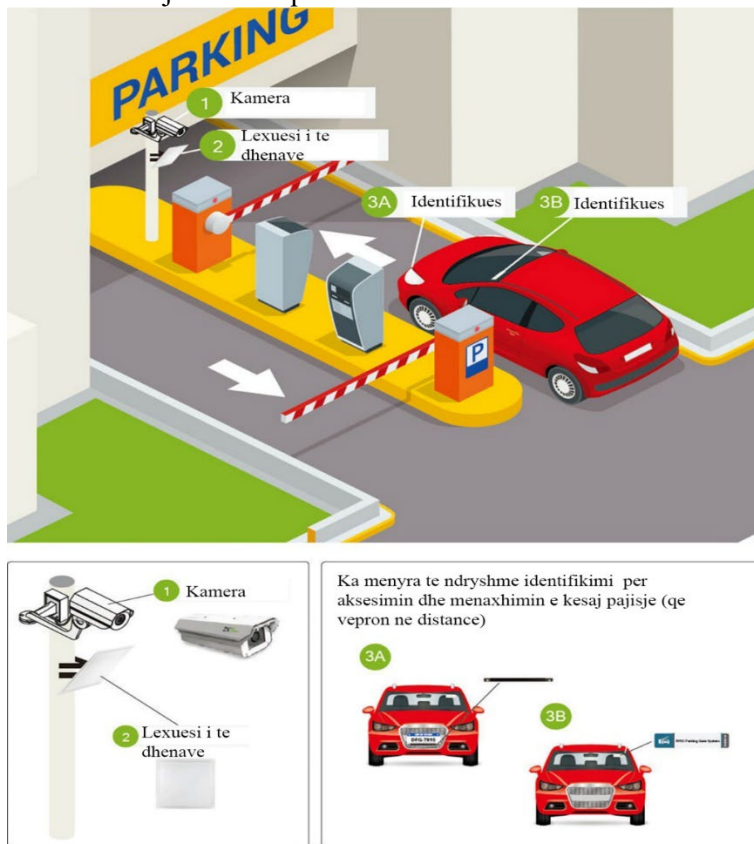 PARKING
1 Kamera
2 Lexuesi i te
dhenave
3A Identifikues
3B Identifikues
P
1 Kamera
2 Lexuesi i te
dhenave
Ka menyra te ndryshme identifikimi per
aksesimin dhe menaxhimin e kesaj pajisje (qe
vepron ne distance)
3A
3B